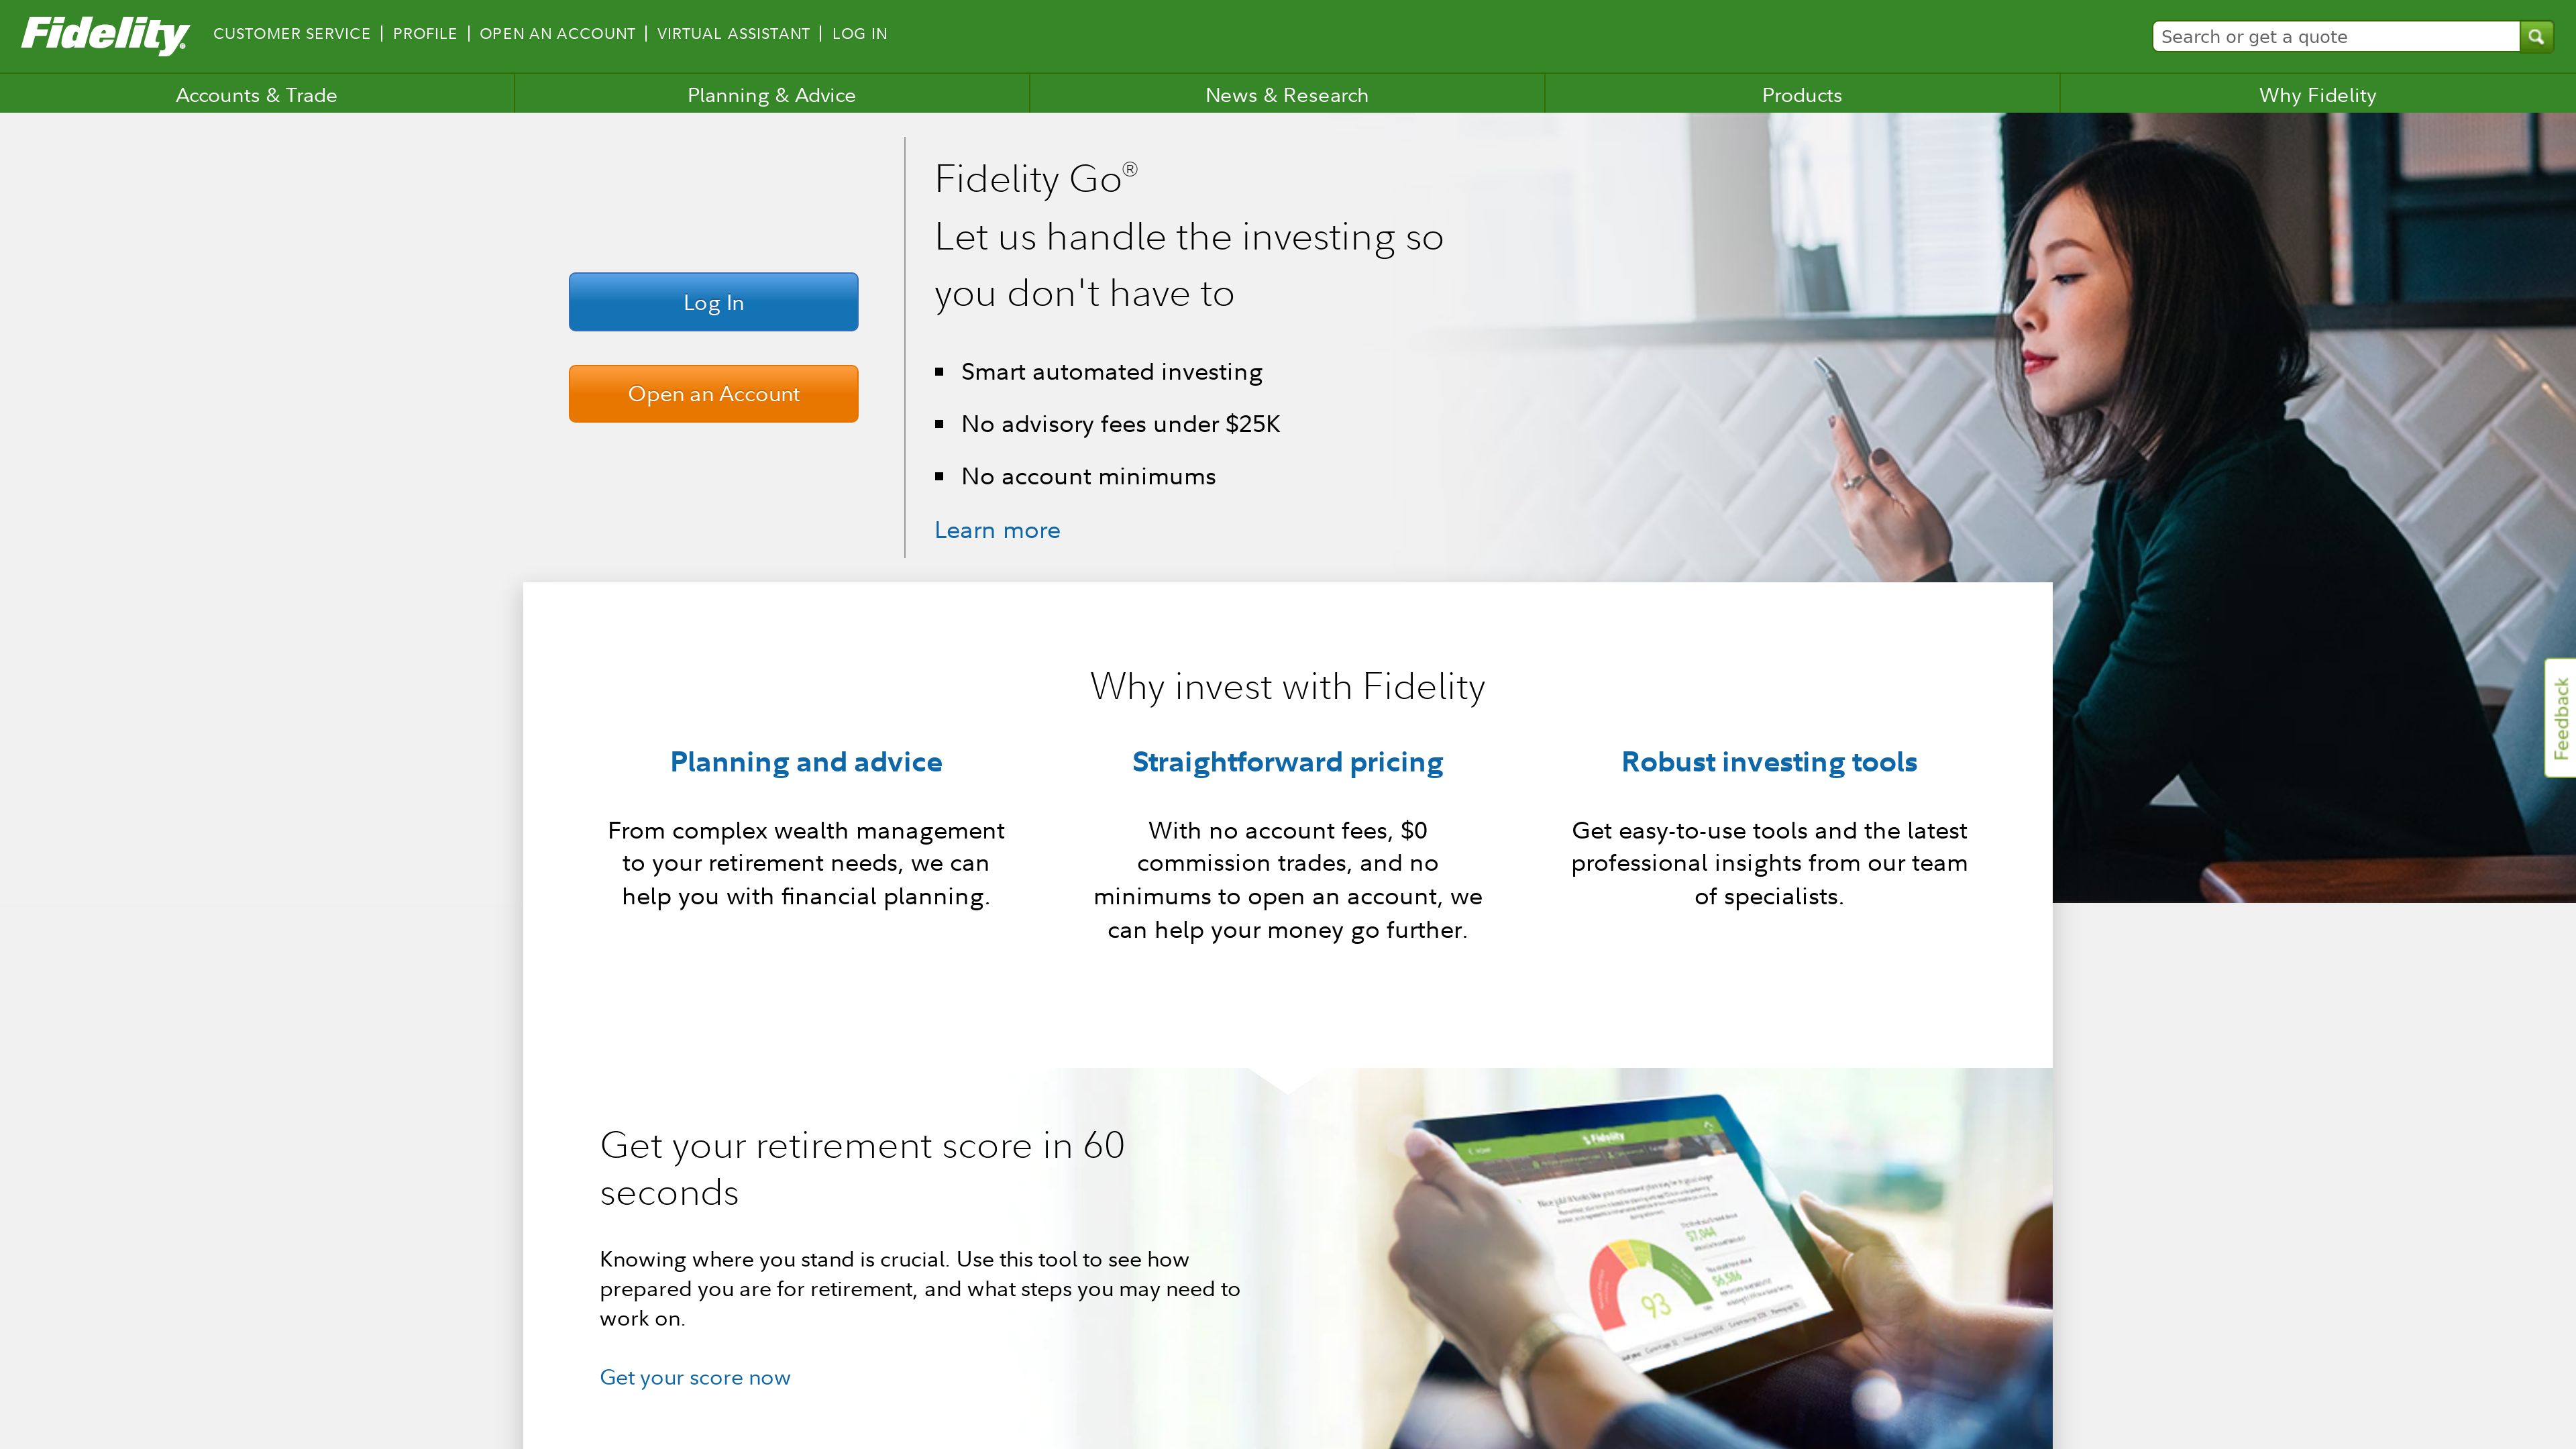 Fidelity
CUSTOMER SERVICE | PROFILE | OPEN AN ACCOUNT | VIRTUAL ASSISTANT | LOG IN
Search or get a quote
Accounts & Trade
Planning & Advice
News & Research
Products
Why Fidelity
Log In
Open an Account
Fidelity Go®
Let us handle the investing so
you don't have to
Smart automated investing
No advisory fees under $25K
No account minimums
Learn more
Feedback
Why invest with Fidelity
Planning and advice
From complex wealth management
to your retirement needs, we can
help you with financial planning.
Straightforward pricing
With no account fees, $0
commission trades, and no
minimums to open an account, we
can help your money go further.
Robust investing tools
Get easy-to-use tools and the latest
professional insights from our team
of specialists.
Get your retirement score in 60
seconds
Knowing where you stand is crucial. Use this tool to see how
prepared you are for retirement, and what steps you may need to
work on.
Get your score now
Fidelity
$7,044
$6,586
93